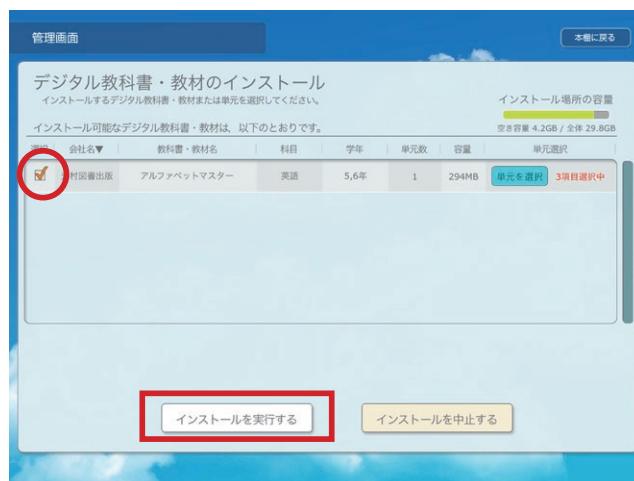 管理画面
本棚に戻る
デジタル教科書・教材のインストール
インストールするデジタル教科書・教材または単元を選択してください。
インストール場所の容量
空き容量 4.2GB / 全体 29.8GB
インストール可能なデジタル教科書・教材は、以下のとおりです。
会社名▼ 教科書・教材名 科目 学年 単元数 容量 単元選択
村図書出版 アルファベットマスター 英語 5,6年 1 294MB 単元を選択 3項目選択中
インストールを実行する
インストールを中止する